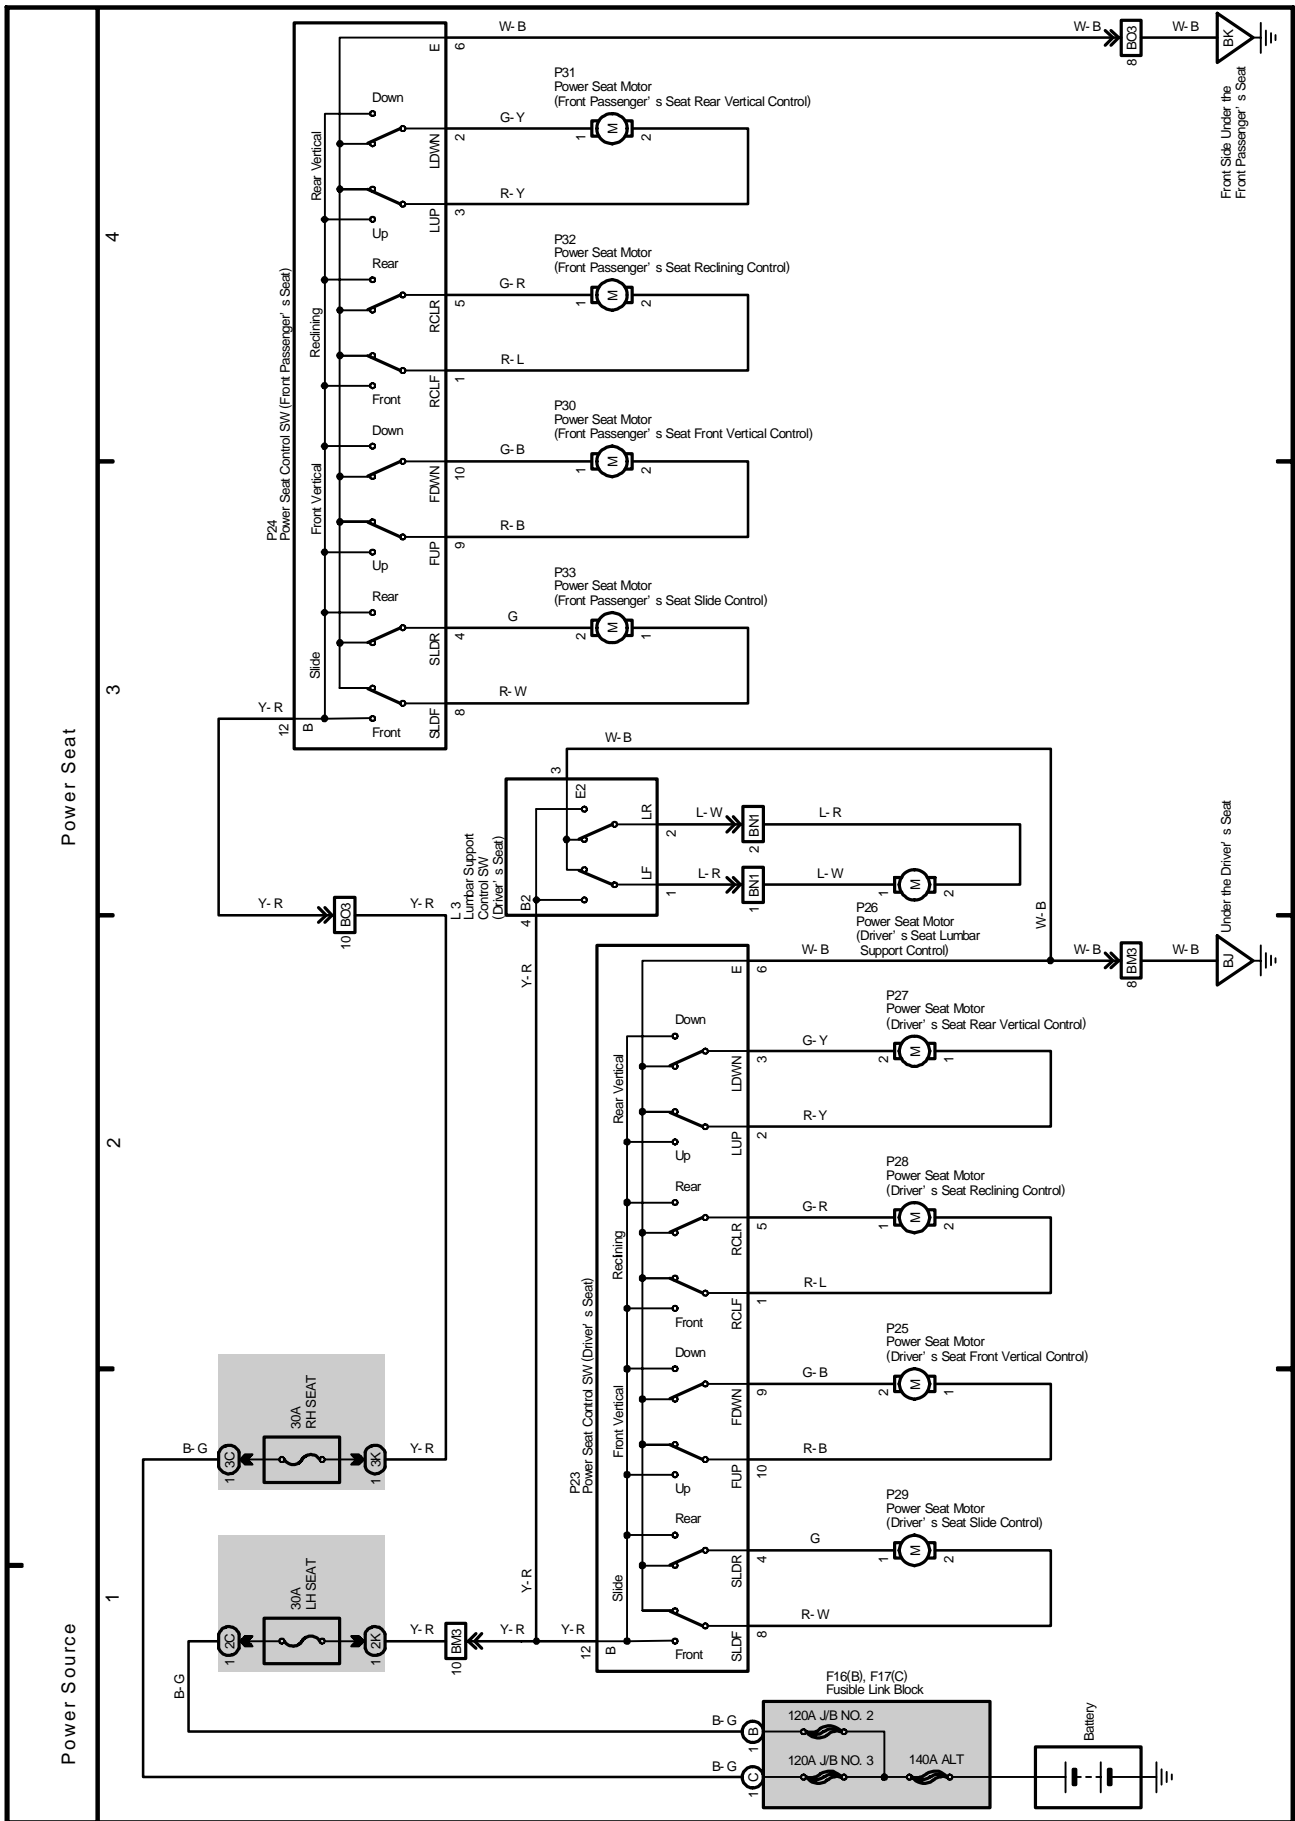 Power Source
Power Seat
1
2
3
4
F16(B), F17(C)
Fusible Link Block
120A J/B NO. 2
120A J/B NO. 3
140A ALT
Battery
B- G
1
B
B- G
1
C
B- G
B- G
1 2C
30A
LH SEAT
1 2K
Y- R
10 BM3
Y- R
Y- R
Y- R
Y- R
1 3C
30A
RH SEAT
1 3K
Y- R
Y- R
10 BO3
Y- R
Y- R
P23
Power Seat Control SW (Driver' s Seat)
12
B
Slide
Front
Rear
Front Vertical
Up
Down
Reclining
Front
Rear
Rear Vertical
Up
Down
SLDF
8
SLDR
4
FUP
10
FDWN
9
RCLF
1
RCLR
5
LUP
2
LDWN
3
E
6
R- W
G
R- B
G- B
R- L
G- R
R- Y
G- Y
W- B
P29
Power Seat Motor
(Driver' s Seat Slide Control)
1
M
2
P25
Power Seat Motor
(Driver' s Seat Front Vertical Control)
2
M
1
P28
Power Seat Motor
(Driver' s Seat Reclining Control)
1
M
2
P27
Power Seat Motor
(Driver' s Seat Rear Vertical Control)
2
M
1
W- B
W- B
8 BM3
W- B
BJ
Under the Driver' s Seat
L 3
Lumbar Support
Control SW
(Driver' s Seat)
4
B2
3
E2
LF
1
LR
2
W- B
L- R
1 BN1
L- W
L- W
2 BN1
L- R
P26
Power Seat Motor
(Driver' s Seat Lumbar
Support Control)
1
M
2
P24
Power Seat Control SW (Front Passenger' s Seat)
12
B
Slide
Front
Rear
Front Vertical
Up
Down
Reclining
Front
Rear
Rear Vertical
Up
Down
SLDF
8
SLDR
4
FUP
9
FDWN
10
RCLF
1
RCLR
5
LUP
3
LDWN
2
E
6
R- W
G
R- B
G- B
R- L
G- R
R- Y
G- Y
W- B
P33
Power Seat Motor
(Front Passenger' s Seat Slide Control)
2
M
1
P30
Power Seat Motor
(Front Passenger' s Seat Front Vertical Control)
1
M
2
P32
Power Seat Motor
(Front Passenger' s Seat Reclining Control)
1
M
2
P31
Power Seat Motor
(Front Passenger' s Seat Rear Vertical Control)
1
M
2
W- B
8 BO3
W- B
BK
Front Side Under the
Front Passenger' s Seat